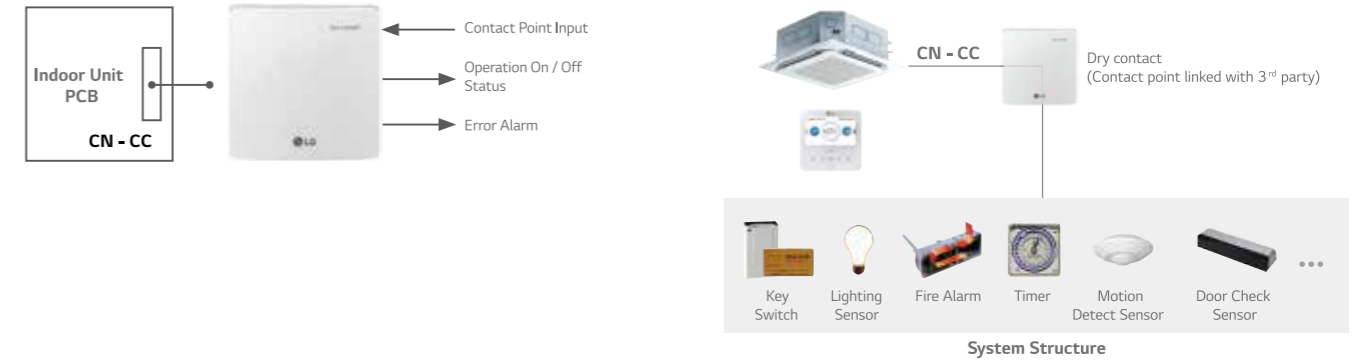 Contact Point Input
Operation On / Off
Status
Error Alarm
Indoor Unit
PCB
CN - CC
LG
CN - CC
Dry contact
(Contact point linked with 3rd party)
LG
Key
Switch
Lighting
Sensor
Fire Alarm
Timer
Motion
Detect Sensor
Door Check
Sensor
System Structure